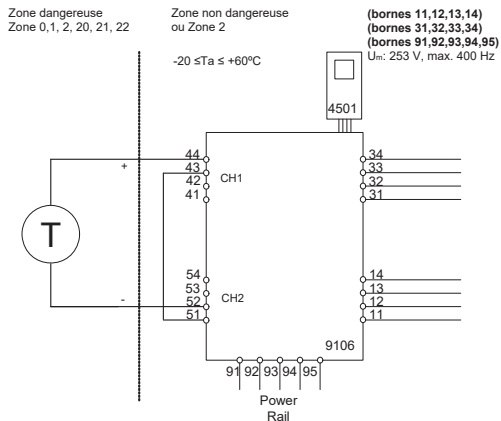 Zone dangereuse
Zone 0,1, 2, 20, 21, 22
Zone non dangereuse
ou Zone 2
-20 ≤Ta ≤ +60ºC
(bornes 11,12,13,14)
(bornes 31,32,33,34)
(bornes 91,92,93,94,95)
Um: 253 V, max. 400 Hz
4501
44
43
42
41
CH1
+
34
33
32
31
T
54
53
52
51
CH2
-
14
13
12
11
9106
91 92 93 94 95
Power
Rail